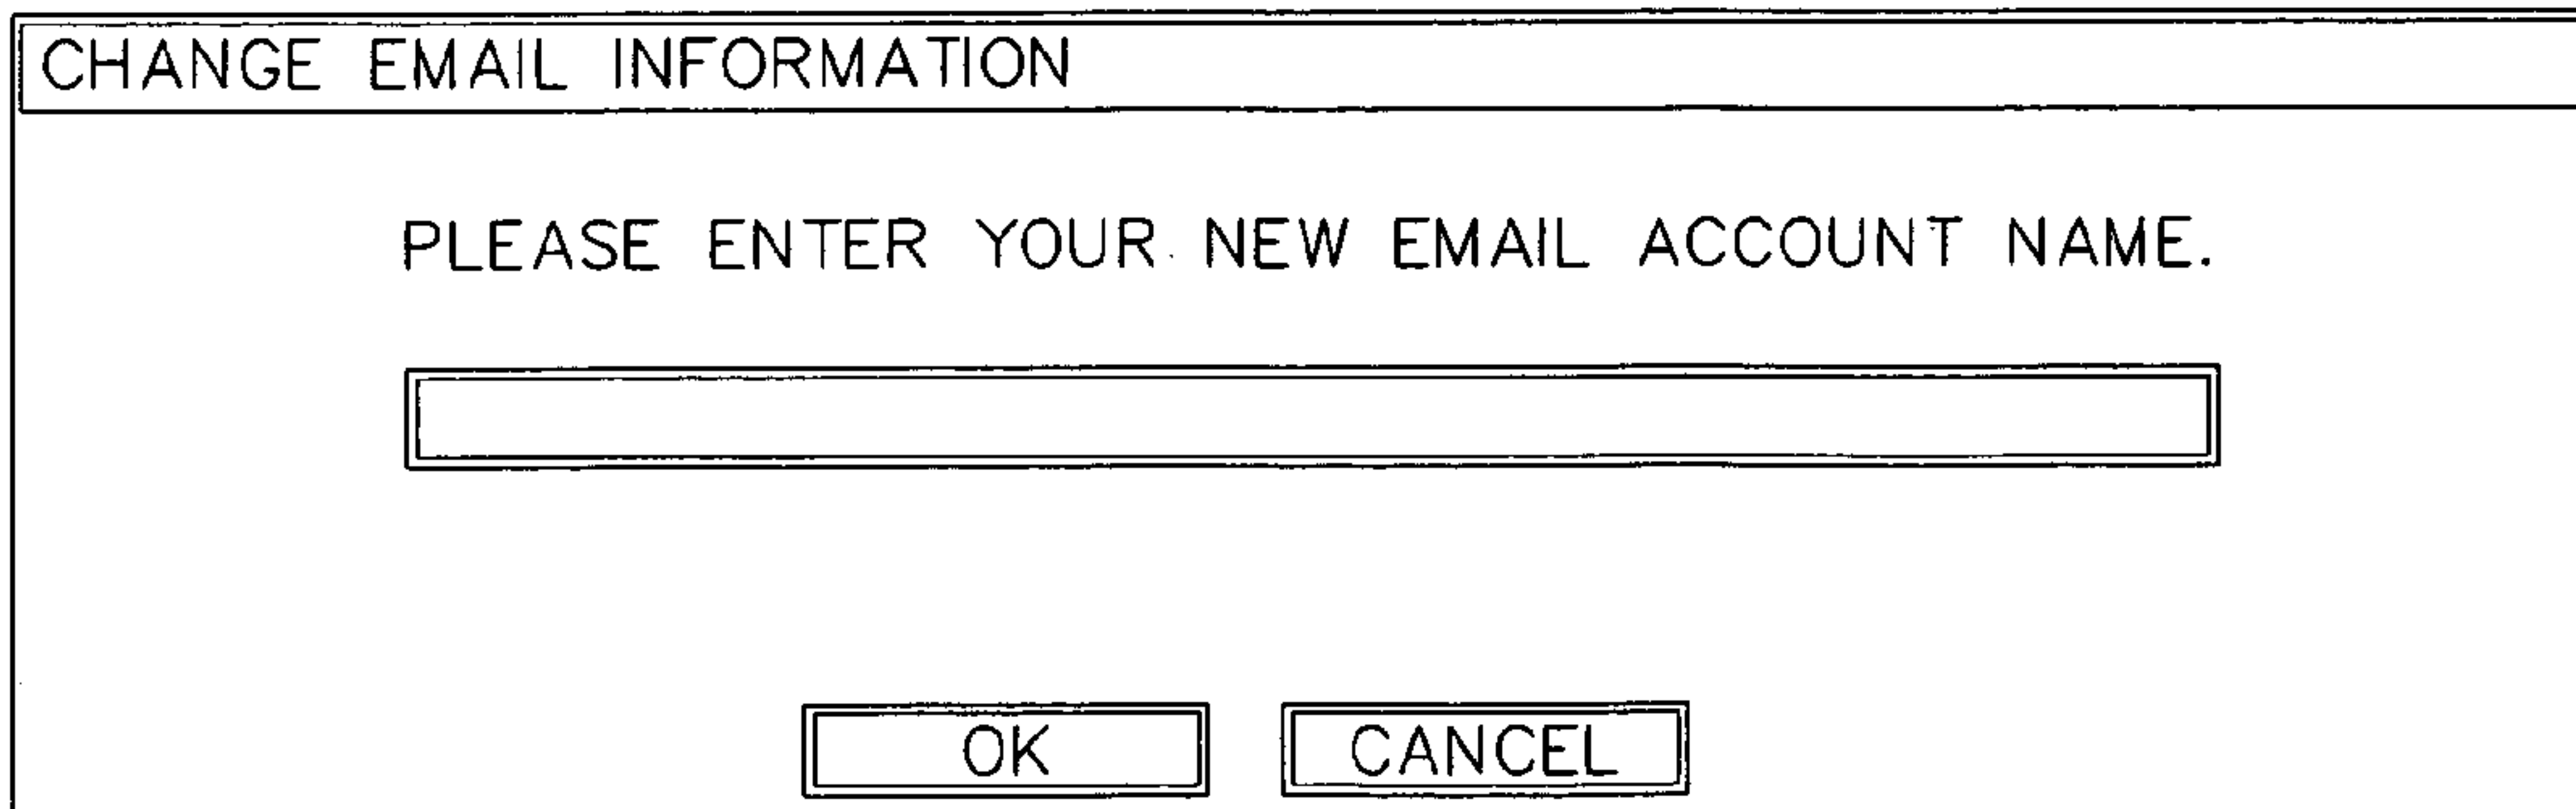 CHANGE EMAIL INFORMATION
PLEASE ENTER YOUR NEW EMAIL ACCOUNT NAME.
OK CANCEL